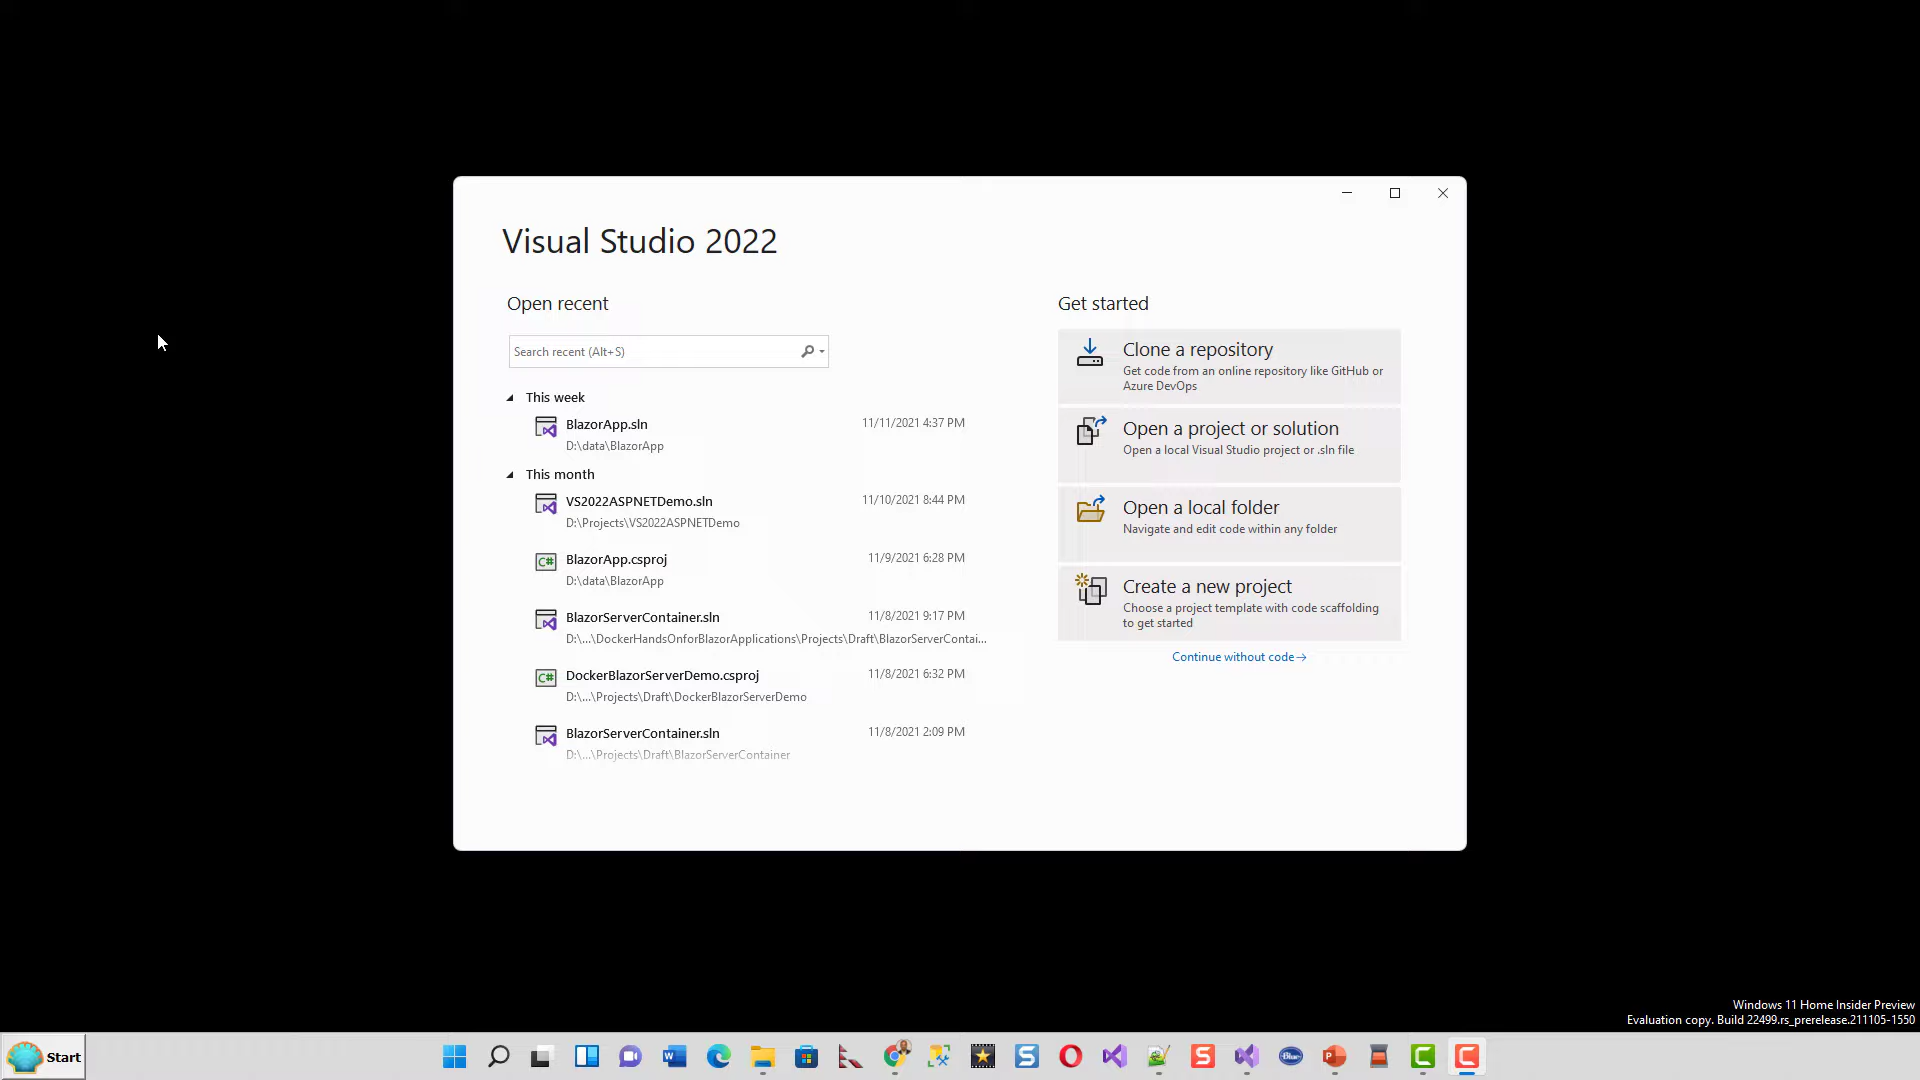 Visual Studio 2022
Open recent
Search recent (Alt+S)
This week
BlazorApp.sln 11/11/2021 4:37 PM
D:\data\BlazorApp
This month
VS2022ASPNETDemo.sln 11/10/2021 8:44 PM
D:\Projects\VS2022ASPNETDemo
BlazorApp.csproj 11/9/2021 6:28 PM
D:\data\BlazorApp
BlazorServerContainer.sln 11/8/2021 9:17 PM
D:\...\DockerHandsOnforBlazorApplications\Projects\Draft\BlazorServerContai...
DockerBlazorServerDemo.csproj 11/8/2021 6:32 PM
D:\...\Projects\Draft\DockerBlazorServerDemo
BlazorServerContainer.sln 11/8/2021 2:09 PM
D:\...\Projects\Draft\BlazorServerContainer
Get started
Clone a repository
Get code from an online repository like GitHub or
Azure DevOps
Open a project or solution
Open a local Visual Studio project or .sln file
Open a local folder
Navigate and edit code within any folder
Create a new project
Choose a project template with code scaffolding
to get started
Continue without code→
Windows 11 Home Insider Preview
Evaluation copy. Build 22499.rs_prerelease.211105-1550
Start